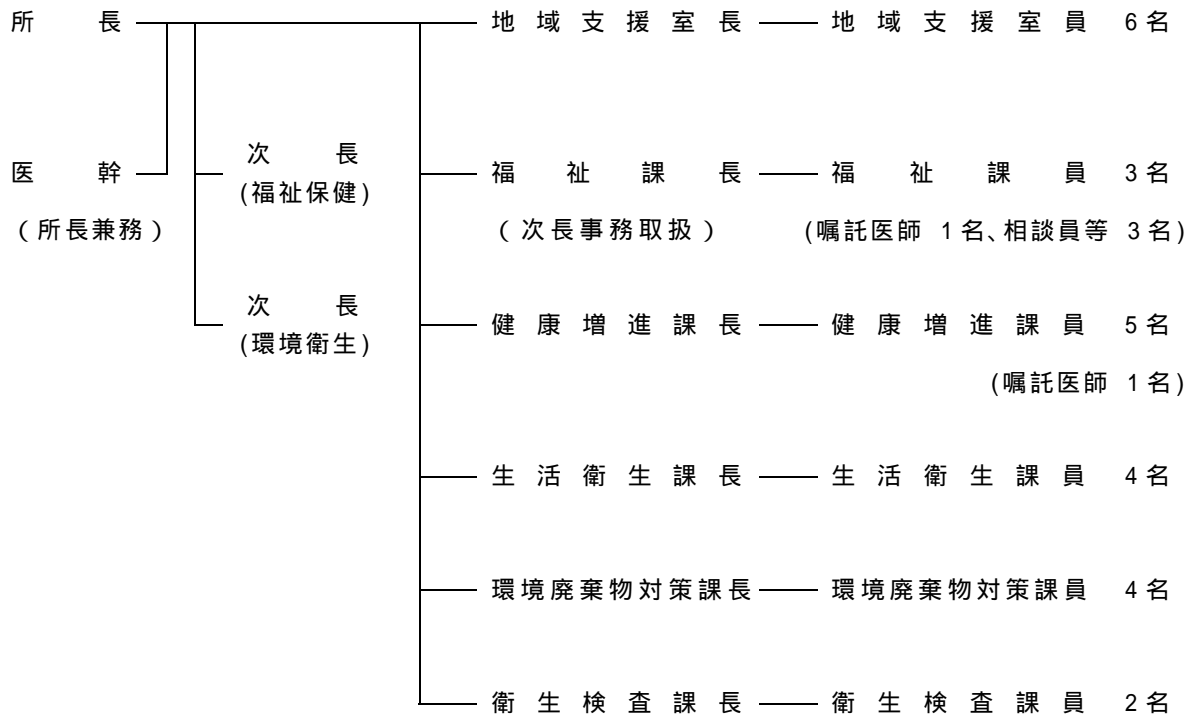 所長 地域支援室長 地域支援室員 6名
医幹 次長 福祉課長 福祉課員 3名
(福祉保健)
(所長兼務) (次長事務取扱) (嘱託医師 1名、相談員等 3名)
次長 健康増進課長 健康増進課員 5名
(環境衛生)
(嘱託医師 1名)
生活衛生課長 生活衛生課員 4名
環境廃棄物対策課長 環境廃棄物対策課員 4名
衛生検査課長 衛生検査課員 2名